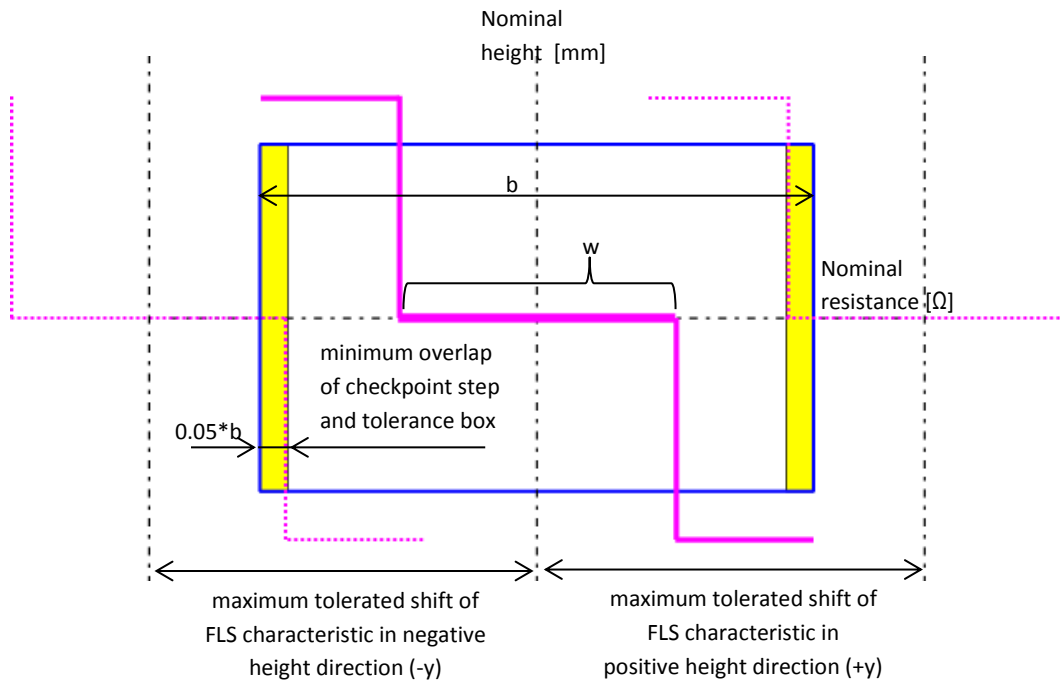 Nominal
height [mm]
b
w
Nominal
resistance [Ω]
minimum overlap
of checkpoint step
and tolerance box
0.05*b
maximum tolerated shift of
FLS characteristic in negative
height direction (-y)
maximum tolerated shift of
FLS characteristic in
positive height direction (+y)